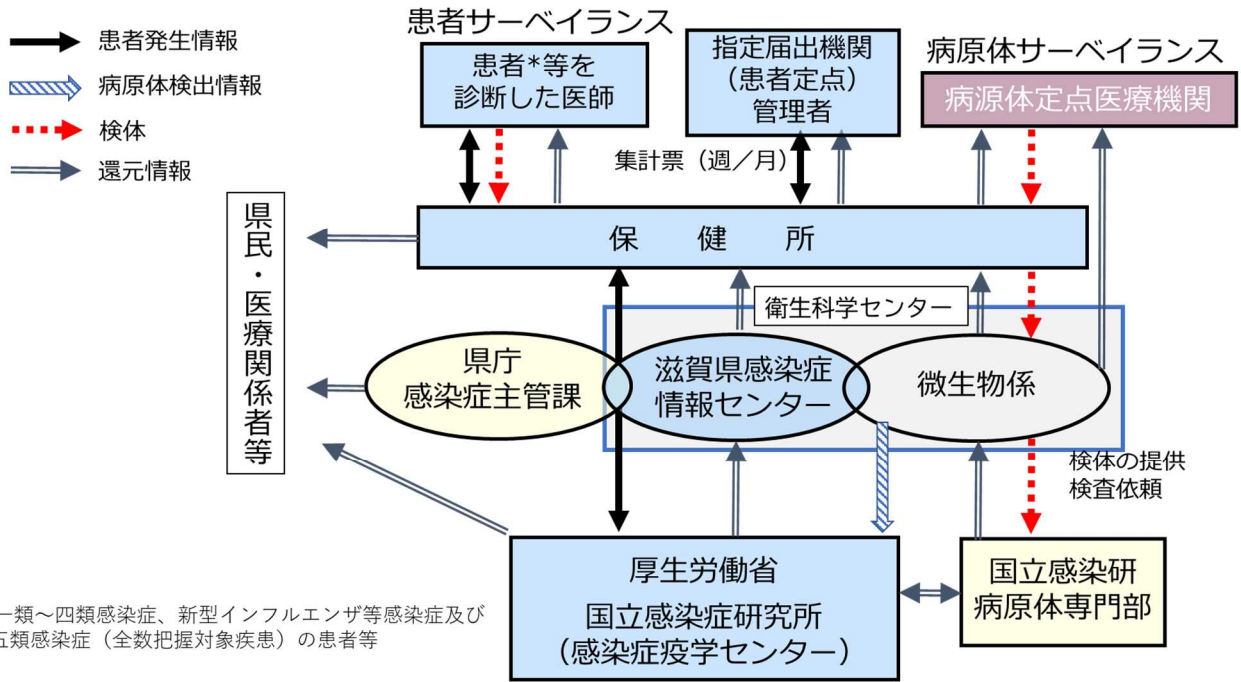 患者発生情報
病原体検出情報
検体
還元情報
患者サーベイランス
患者*等を
診断した医師
指定届出機関
(患者定点)
管理者
病原体サーベイランス
病源体定点医療機関
集計票(週/月)
保 健 所
県民・医療関係者等
衛生科学センター
県庁
感染症主管課
滋賀県感染症
情報センター
微生物係
検体の提供
検査依頼
厚生労働省
国立感染症研究所
(感染症疫学センター)
国立感染研
病原体専門部
一類~四類感染症、新型インフルエンザ等感染症及び
五類感染症(全数把握対象疾患)の患者等